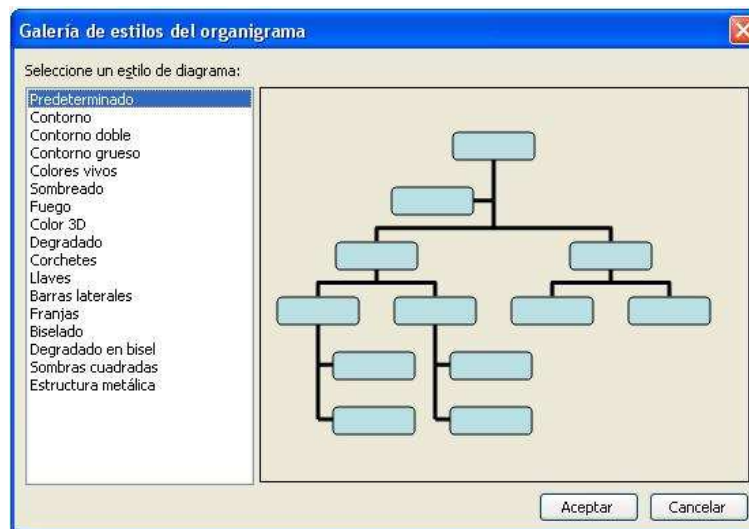 Galería de estilos del organigrama
Seleccione un estilo de diagrama:
Predeterminado
Contorno
Contorno doble
Contorno grueso
Colores vivos
Sombreado
Fuego
Color 3D
Degradado
Corchetes
Llaves
Barras laterales
Franjas
Biselado
Degradado en bisel
Sombras cuadradas
Estructura metálica
Aceptar
Cancelar